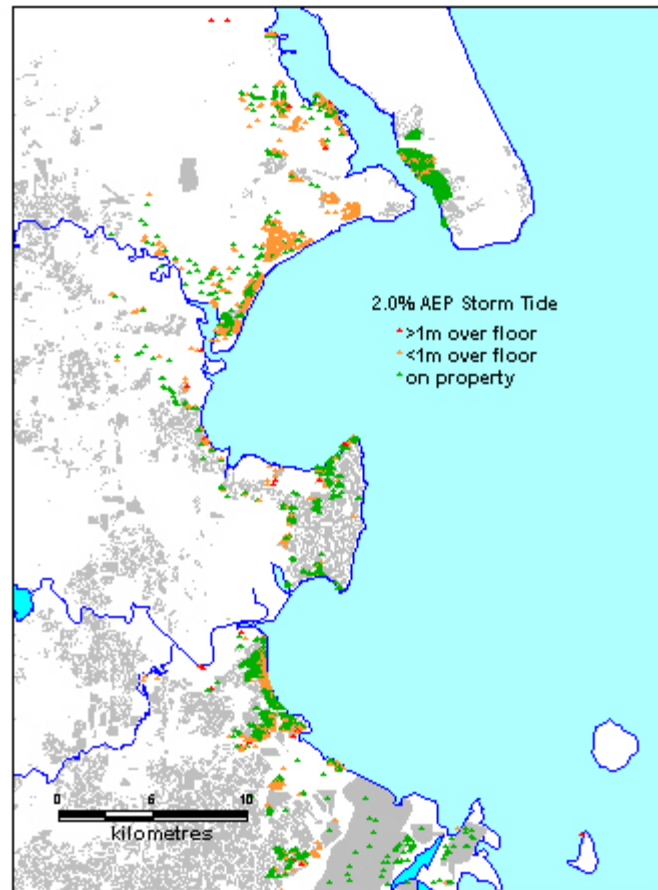 2.0% AEP Storm Tide
>1m over floor
<1m over floor
on property
0 5 10
kilometres